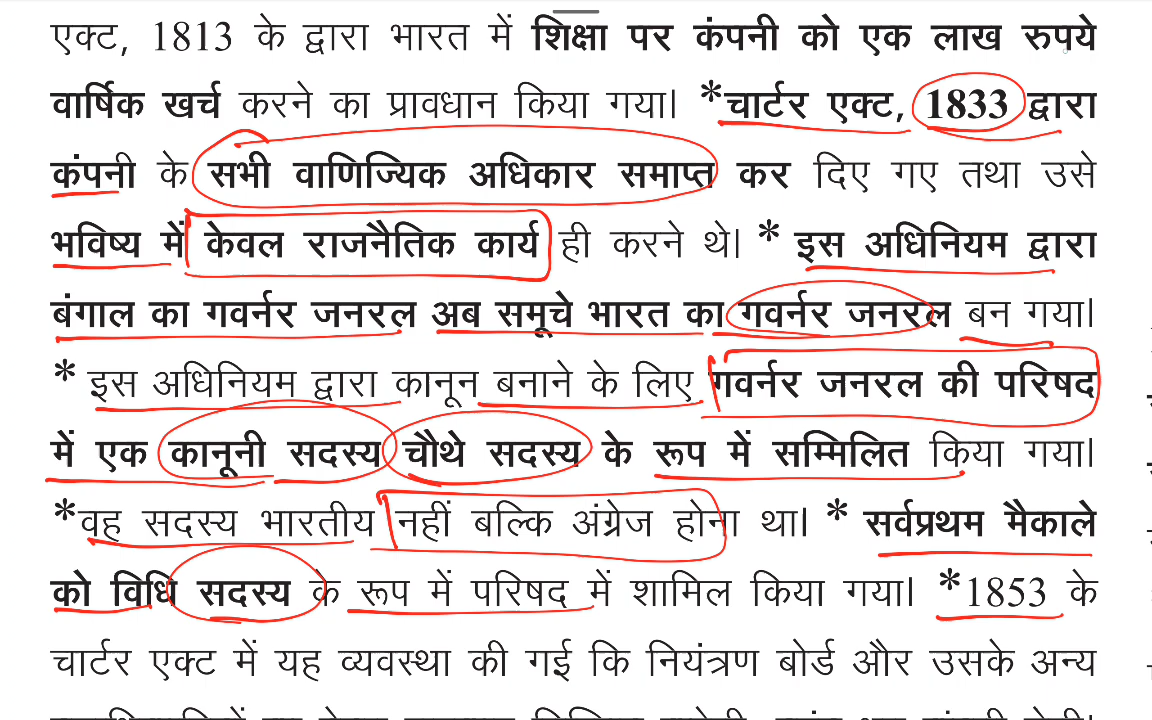 एक्ट, 1813 के द्वारा भारत में शिक्षा पर कंपनी को एक लाख रुपये
वार्षिक खर्च करने का प्रावधान किया गया। *चार्टर एक्ट, 1833 द्वारा
कंपनी के सभी वाणिज्यिक अधिकार समाप्त कर दिए गए तथा उसे
भविष्य में केवल राजनैतिक कार्य ही करने थे। * इस अधिनियम द्वारा
बंगाल का गवर्नर जनरल अब समूचे भारत का गवर्नर जनरल बन गया।
* इस अधिनियम द्वारा कानून बनाने के लिए गवर्नर जनरल की परिषद
में एक कानूनी सदस्य चौथे सदस्य के रूप में सम्मिलित किया गया।
*वह सदस्य भारतीय नहीं बल्कि अंग्रेज होना था। * सर्वप्रथम मैकाले
को विधि सदस्य के रूप में परिषद में शामिल किया गया। *1853 के
चार्टर एक्ट में यह व्यवस्था की गई कि नियंत्रण बोर्ड और उसके अन्य